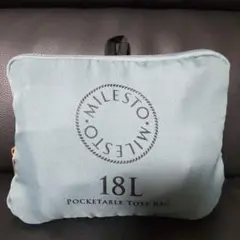 MILESTO • MILESTO •
18L
POCKETABLE TOTE BAG